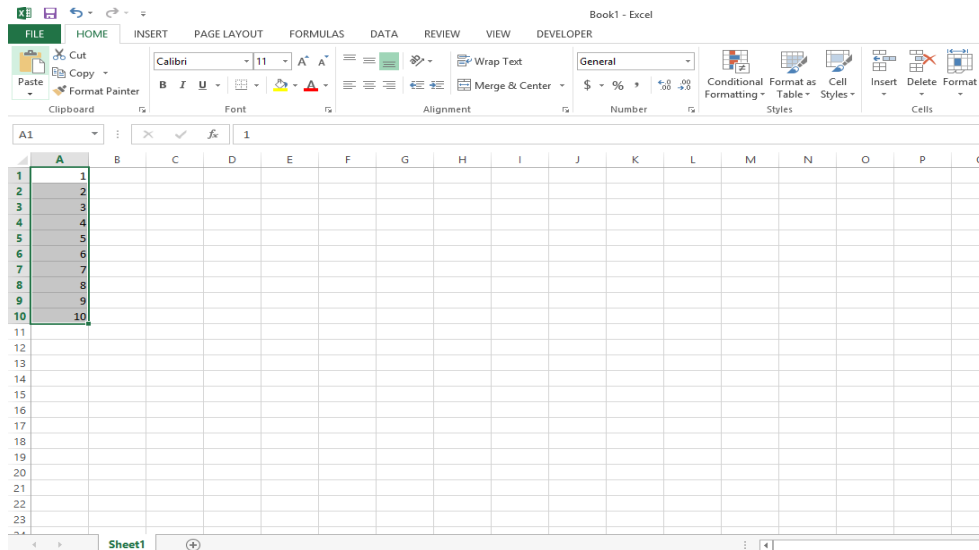 Book1 - Excel
FILE HOME INSERT PAGE LAYOUT FORMULAS DATA REVIEW VIEW DEVELOPER
Cut
Calibri 11 A A Wrap Text General
Copy
Paste Format Painter B I U A Merge & Center $ % , .0 .00 .00 .0 Conditional Formatting Format as Table Cell Styles Insert Delete Format
Clipboard Font Alignment Number Styles Cells
A1 fx 1
A B C D E F G H I J K L M N O P
1 1
2 2
3 3
4 4
5 5
6 6
7 7
8 8
9 9
10 10
11
12
13
14
15
16
17
18
19
20
21
22
23
Sheet1